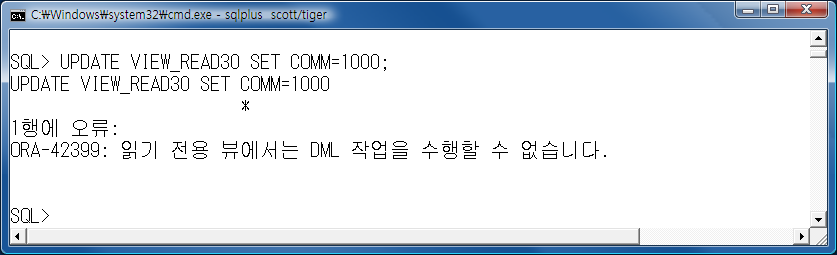 C:₩Windows₩system32₩cmd.exe - sqlplus  scott/tiger
SQL> UPDATE VIEW_READ30 SET COMM=1000;
UPDATE VIEW_READ30 SET COMM=1000
*
1행에 오류:
ORA-42399: 읽기 전용 뷰에서는 DML 작업을 수행할 수 없습니다.
SQL>